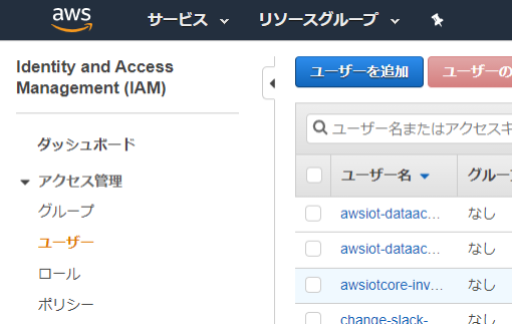 aws
サービス リソースグループ
Identity and Access
Management (IAM)
ダッシュボード
アクセス管理
グループ
ユーザー
ロール
ポリシー
ユーザーを追加 ユーザーの
ユーザー名またはアクセスキ
ユーザー名 グルー
awsiot-dataac... なし
awsiot-dataac... なし
awsiotcore-inv... なし
change-slack- なし